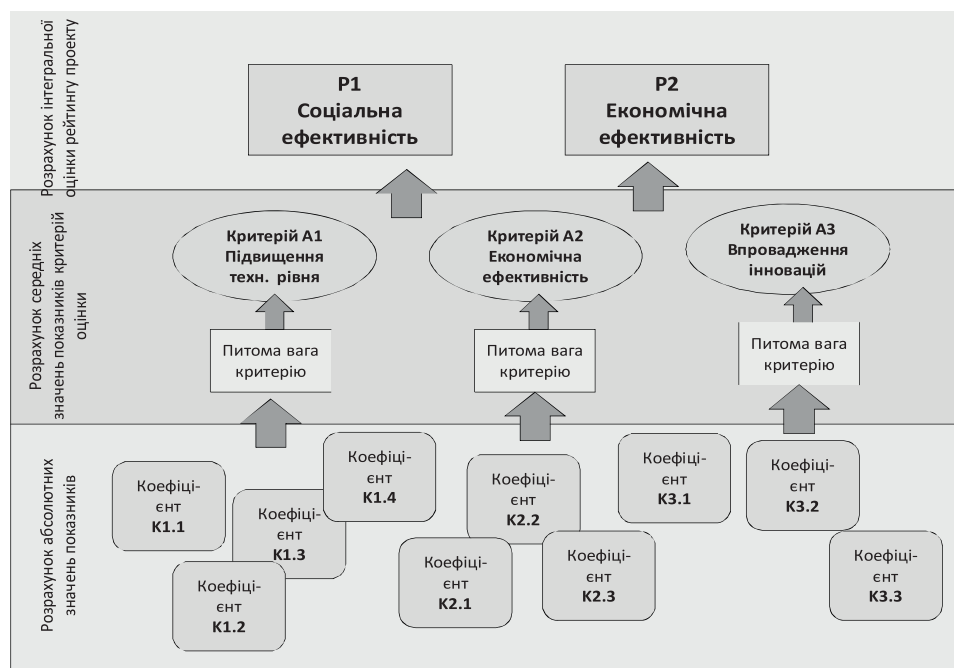 Розрахунок інтегральної
оцінки рейтингу проекту
Р1
Соціальна
ефективність
Р2
Економічна
ефективність
Розрахунок середніх
значень показників критерій
оцінки
Критерій А1
Підвищення
техн. рівня
Критерій А2
Економічна
ефективність
Критерій А3
Впровадження
інновацій
Питома вага
критерію
Питома вага
критерію
Питома вага
критерію
Розрахунок абсолютних
значень показників
Коефіці-
єнт
К1.1
Коефіці-
єнт
К1.2
Коефіці-
єнт
К1.3
Коефіці-
єнт
К1.4
Коефіці-
єнт
К2.1
Коефіці-
єнт
К2.2
Коефіці-
єнт
К2.3
Коефіці-
єнт
К3.1
Коефіці-
єнт
К3.2
Коефіці-
єнт
К3.3